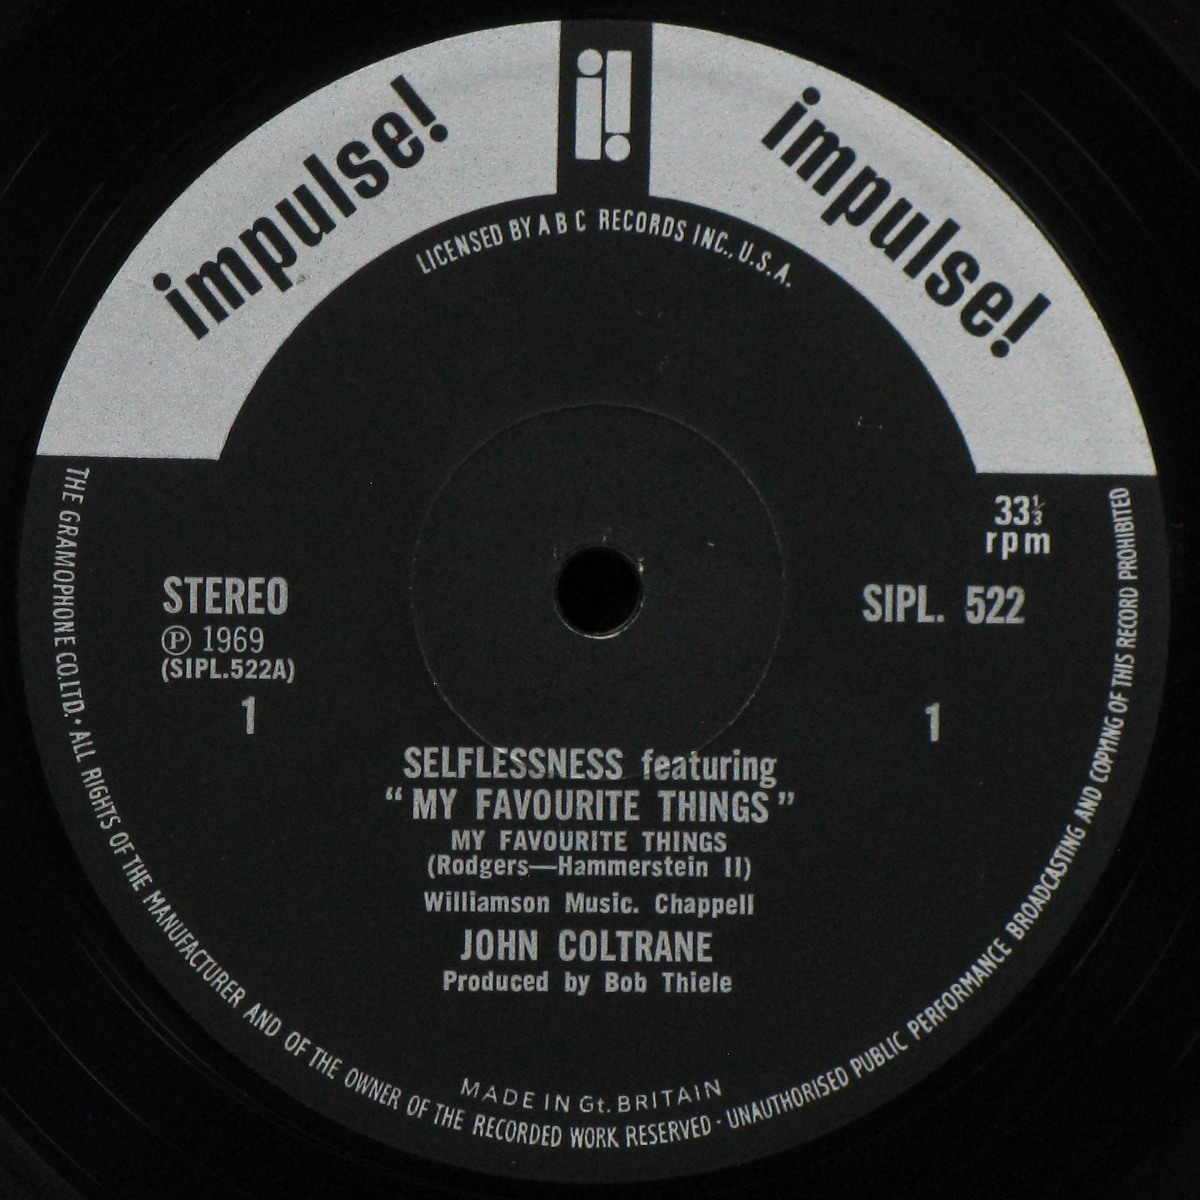 impulse!
i!
impulse!
LICENSED BY A B C RECORDS INC., U.S.A.
33⅓
rpm
STEREO
Ⓟ 1969
(SIPL.522A)
1
SIPL. 522
1
SELFLESSNESS featuring
“MY FAVOURITE THINGS”
MY FAVOURITE THINGS
(Rodgers—Hammerstein II)
Williamson Music. Chappell
JOHN COLTRANE
Produced by Bob Thiele
MADE IN Gt. BRITAIN
THE GRAMOPHONE CO. LTD. · ALL RIGHTS OF THE MANUFACTURER AND OF THE OWNER OF THE RECORDED WORK RESERVED · UNAUTHORISED PUBLIC PERFORMANCE BROADCASTING AND COPYING OF THIS RECORD PROHIBITED